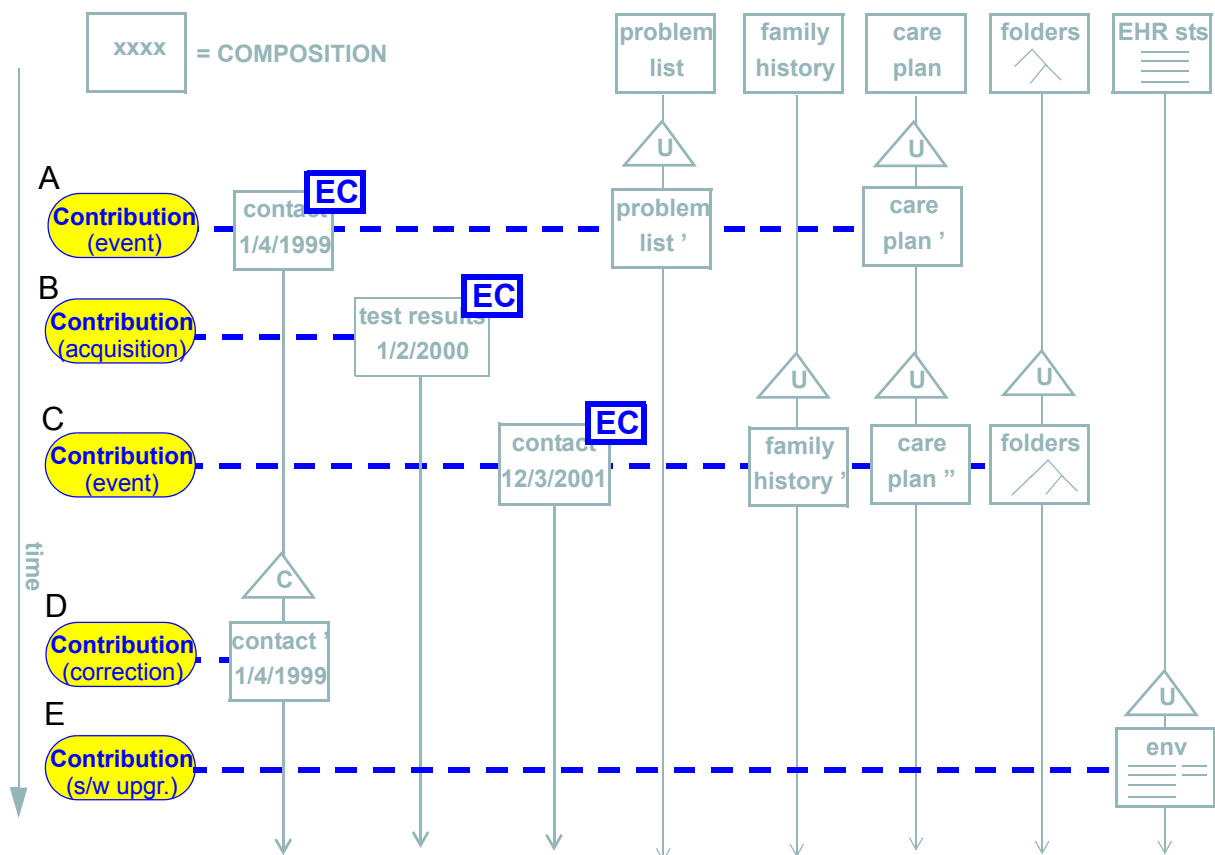 xxxx
= COMPOSITION
problem
list
family
history
care
plan
folders
EHR sts
U
U
A
Contribution
(event)
contact
1/4/1999
EC
problem
list ’
care
plan ’
B
Contribution
(acquisition)
test results
1/2/2000
EC
U
U
U
C
Contribution
(event)
contact
12/3/2001
EC
family
history ’
care
plan ”
folders
time
C
D
Contribution
(correction)
contact ’
1/4/1999
U
E
Contribution
(s/w upgr.)
env